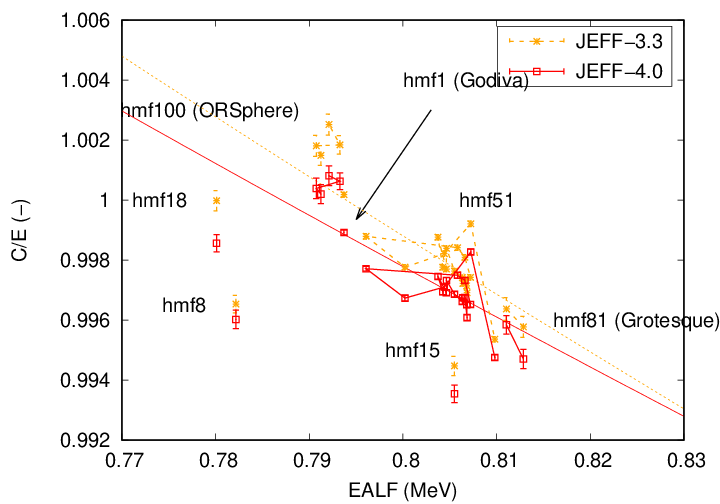 1.006
1.004
1.002
1
0.998
0.996
0.994
0.992
0.77
0.78
0.79
0.8
0.81
0.82
0.83
C/E (−)
EALF (MeV)
JEFF−3.3
JEFF−4.0
hmf1 (Godiva)
hmf100 (ORSphere)
hmf18
hmf51
hmf8
hmf81 (Grotesque)
hmf15